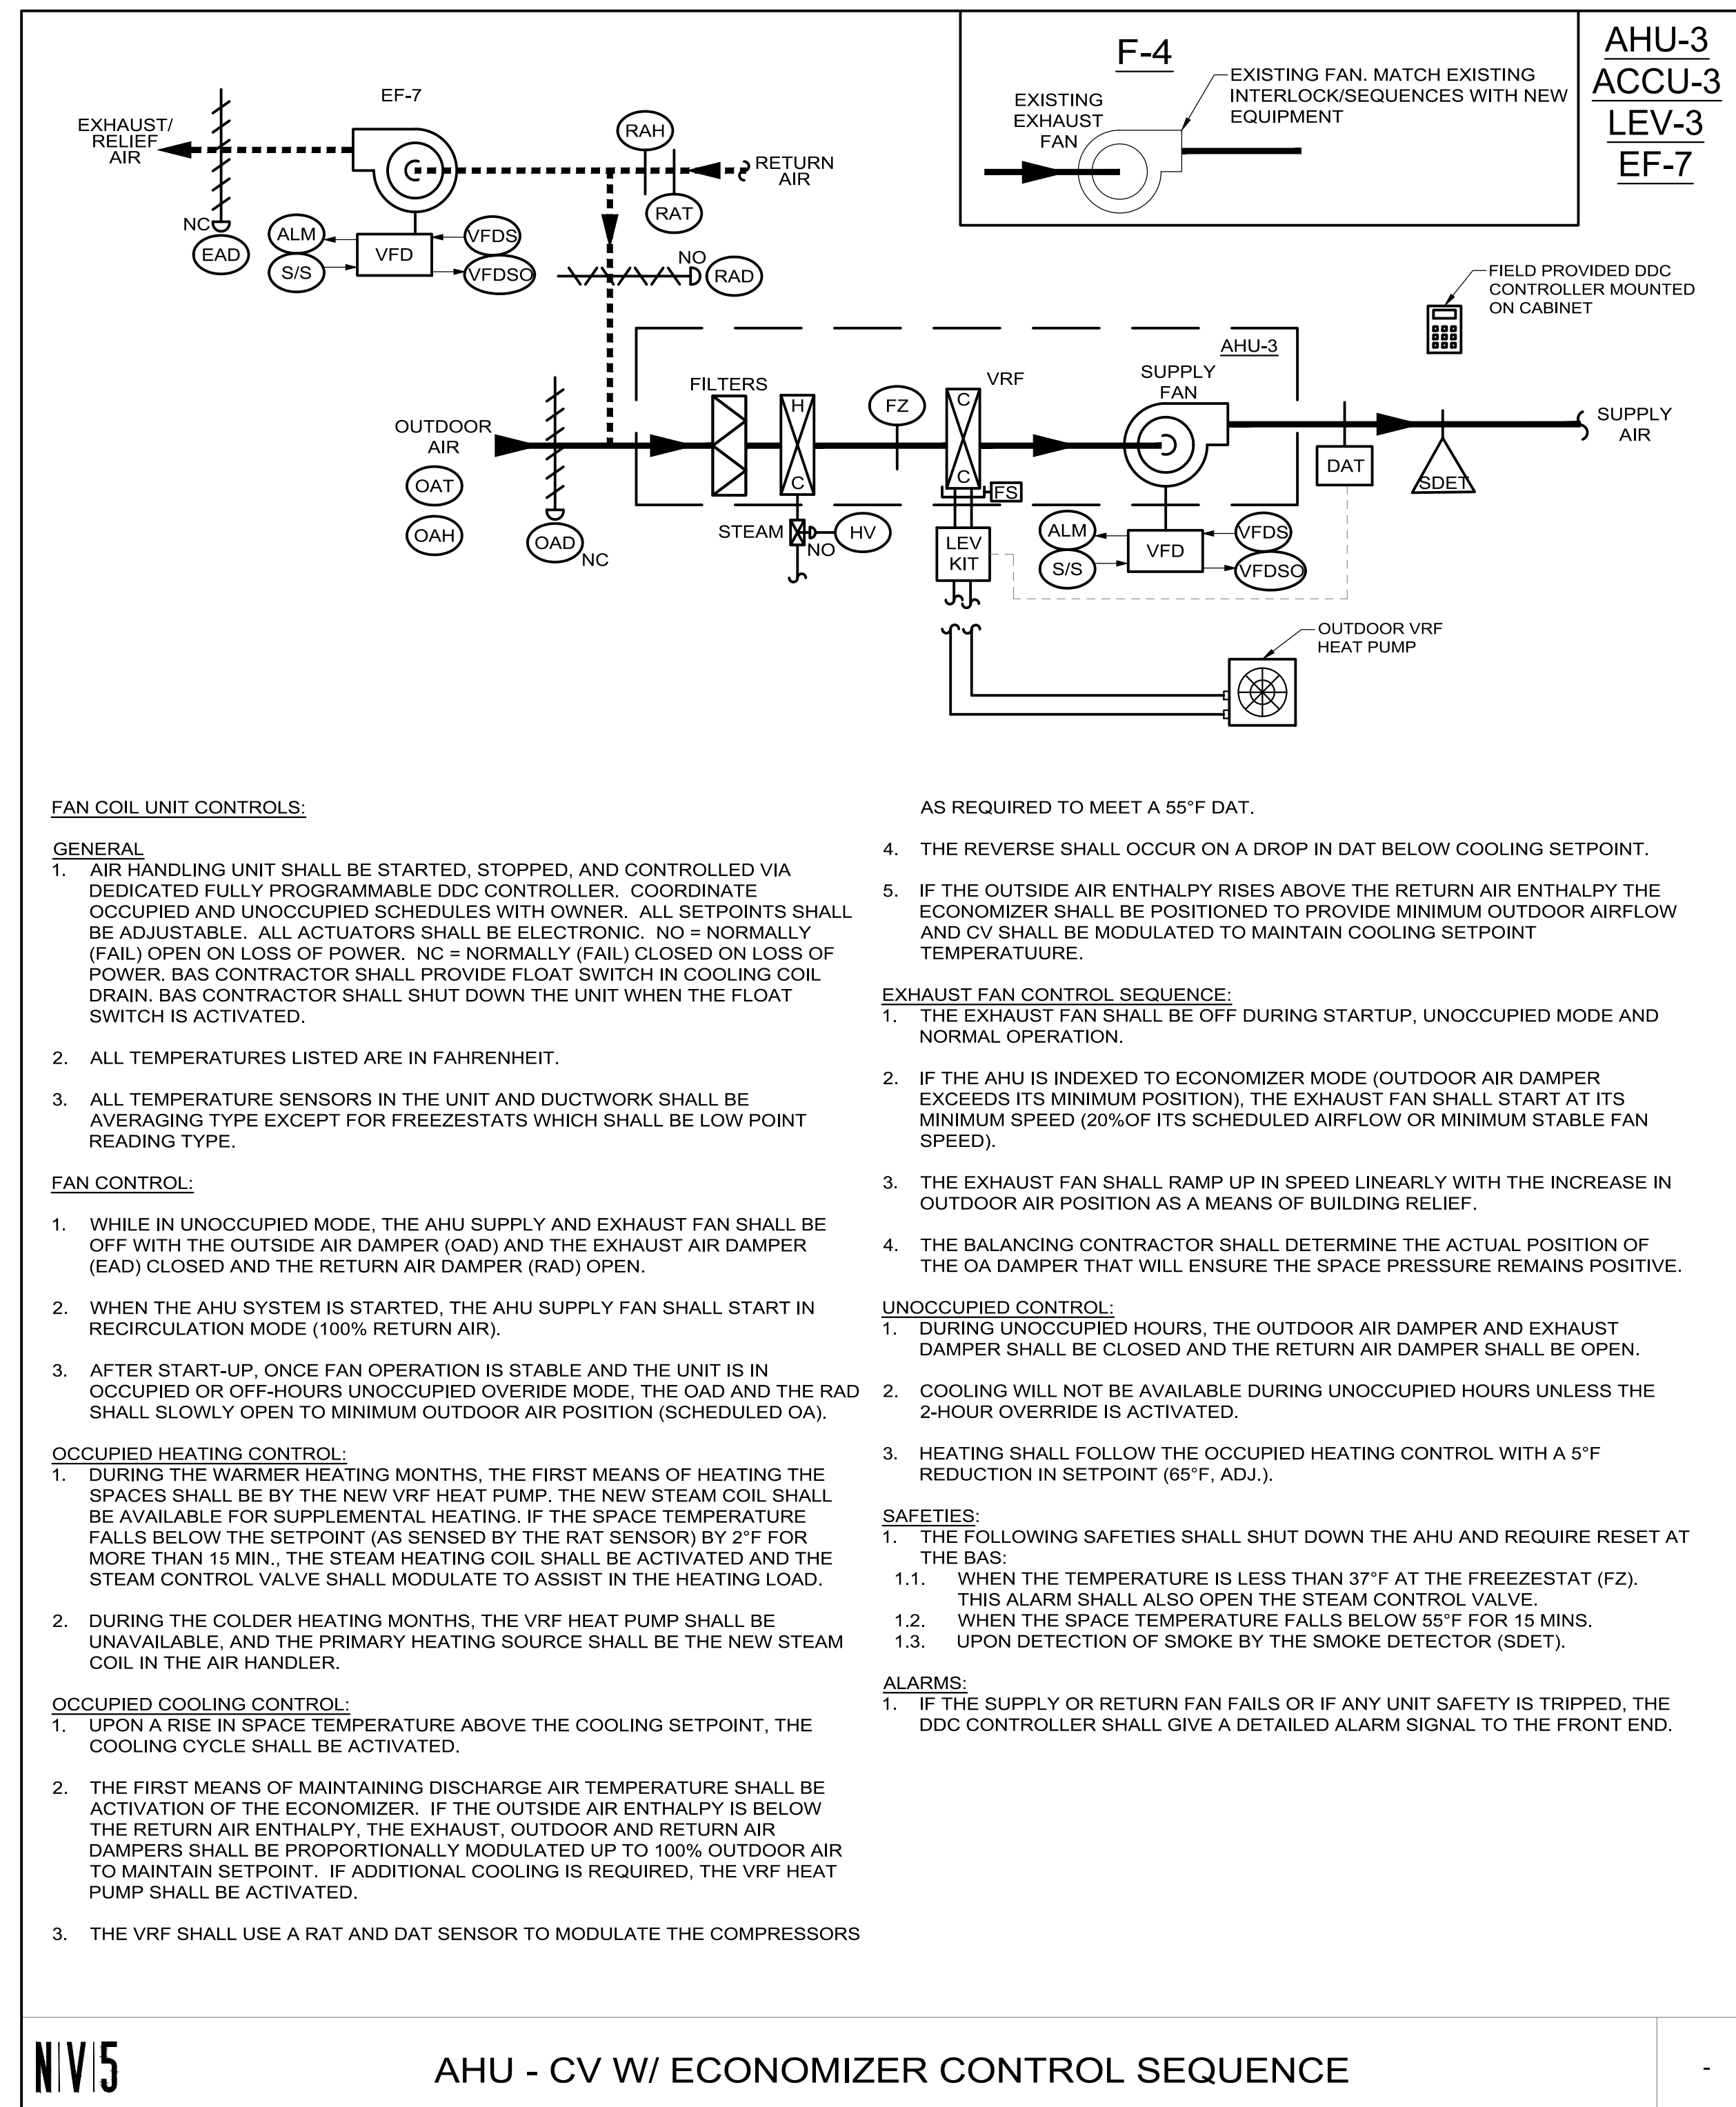 F-4
EXISTING
EXHAUST
FAN
EXISTING FAN. MATCH EXISTING
INTERLOCK/SEQUENCES WITH NEW
EQUIPMENT
AHU-3
ACCU-3
LEV-3
EF-7
EF-7
EXHAUST/
RELIEF
AIR
NC
EAD
ALM
S/S
VFD
VFDS
VFDSO
RAH
RAT
RETURN
AIR
NO
RAD
FIELD PROVIDED DDC
CONTROLLER MOUNTED
ON CABINET
AHU-3
OUTDOOR
AIR
OAT
OAH
OAD
NC
FILTERS
H
C
STEAM
NO
HV
FZ
VRF
C
C
FS
LEV
KIT
SUPPLY
FAN
ALM
S/S
VFD
VFDS
VFDSO
DAT
SDET
SUPPLY
AIR
OUTDOOR VRF
HEAT PUMP
FAN COIL UNIT CONTROLS:
GENERAL
1. AIR HANDLING UNIT SHALL BE STARTED, STOPPED, AND CONTROLLED VIA
DEDICATED FULLY PROGRAMMABLE DDC CONTROLLER. COORDINATE
OCCUPIED AND UNOCCUPIED SCHEDULES WITH OWNER. ALL SETPOINTS SHALL
BE ADJUSTABLE. ALL ACTUATORS SHALL BE ELECTRONIC. NO = NORMALLY
(FAIL) OPEN ON LOSS OF POWER. NC = NORMALLY (FAIL) CLOSED ON LOSS OF
POWER. BAS CONTRACTOR SHALL PROVIDE FLOAT SWITCH IN COOLING COIL
DRAIN. BAS CONTRACTOR SHALL SHUT DOWN THE UNIT WHEN THE FLOAT
SWITCH IS ACTIVATED.
2. ALL TEMPERATURES LISTED ARE IN FAHRENHEIT.
3. ALL TEMPERATURE SENSORS IN THE UNIT AND DUCTWORK SHALL BE
AVERAGING TYPE EXCEPT FOR FREEZESTATS WHICH SHALL BE LOW POINT
READING TYPE.
FAN CONTROL:
1. WHILE IN UNOCCUPIED MODE, THE AHU SUPPLY AND EXHAUST FAN SHALL BE
OFF WITH THE OUTSIDE AIR DAMPER (OAD) AND THE EXHAUST AIR DAMPER
(EAD) CLOSED AND THE RETURN AIR DAMPER (RAD) OPEN.
2. WHEN THE AHU SYSTEM IS STARTED, THE AHU SUPPLY FAN SHALL START IN
RECIRCULATION MODE (100% RETURN AIR).
3. AFTER START-UP, ONCE FAN OPERATION IS STABLE AND THE UNIT IS IN
OCCUPIED OR OFF-HOURS UNOCCUPIED OVERIDE MODE, THE OAD AND THE RAD
SHALL SLOWLY OPEN TO MINIMUM OUTDOOR AIR POSITION (SCHEDULED OA).
OCCUPIED HEATING CONTROL:
1. DURING THE WARMER HEATING MONTHS, THE FIRST MEANS OF HEATING THE
SPACES SHALL BE BY THE NEW VRF HEAT PUMP. THE NEW STEAM COIL SHALL
BE AVAILABLE FOR SUPPLEMENTAL HEATING. IF THE SPACE TEMPERATURE
FALLS BELOW THE SETPOINT (AS SENSED BY THE RAT SENSOR) BY 2°F FOR
MORE THAN 15 MIN., THE STEAM HEATING COIL SHALL BE ACTIVATED AND THE
STEAM CONTROL VALVE SHALL MODULATE TO ASSIST IN THE HEATING LOAD.
2. DURING THE COLDER HEATING MONTHS, THE VRF HEAT PUMP SHALL BE
UNAVAILABLE, AND THE PRIMARY HEATING SOURCE SHALL BE THE NEW STEAM
COIL IN THE AIR HANDLER.
OCCUPIED COOLING CONTROL:
1. UPON A RISE IN SPACE TEMPERATURE ABOVE THE COOLING SETPOINT, THE
COOLING CYCLE SHALL BE ACTIVATED.
2. THE FIRST MEANS OF MAINTAINING DISCHARGE AIR TEMPERATURE SHALL BE
ACTIVATION OF THE ECONOMIZER. IF THE OUTSIDE AIR ENTHALPY IS BELOW
THE RETURN AIR ENTHALPY, THE EXHAUST, OUTDOOR AND RETURN AIR
DAMPERS SHALL BE PROPORTIONALLY MODULATED UP TO 100% OUTDOOR AIR
TO MAINTAIN SETPOINT. IF ADDITIONAL COOLING IS REQUIRED, THE VRF HEAT
PUMP SHALL BE ACTIVATED.
3. THE VRF SHALL USE A RAT AND DAT SENSOR TO MODULATE THE COMPRESSORS
AS REQUIRED TO MEET A 55°F DAT.
4. THE REVERSE SHALL OCCUR ON A DROP IN DAT BELOW COOLING SETPOINT.
5. IF THE OUTSIDE AIR ENTHALPY RISES ABOVE THE RETURN AIR ENTHALPY THE
ECONOMIZER SHALL BE POSITIONED TO PROVIDE MINIMUM OUTDOOR AIRFLOW
AND CV SHALL BE MODULATED TO MAINTAIN COOLING SETPOINT
TEMPERATUURE.
EXHAUST FAN CONTROL SEQUENCE:
1. THE EXHAUST FAN SHALL BE OFF DURING STARTUP, UNOCCUPIED MODE AND
NORMAL OPERATION.
2. IF THE AHU IS INDEXED TO ECONOMIZER MODE (OUTDOOR AIR DAMPER
EXCEEDS ITS MINIMUM POSITION), THE EXHAUST FAN SHALL START AT ITS
MINIMUM SPEED (20%OF ITS SCHEDULED AIRFLOW OR MINIMUM STABLE FAN
SPEED).
3. THE EXHAUST FAN SHALL RAMP UP IN SPEED LINEARLY WITH THE INCREASE IN
OUTDOOR AIR POSITION AS A MEANS OF BUILDING RELIEF.
4. THE BALANCING CONTRACTOR SHALL DETERMINE THE ACTUAL POSITION OF
THE OA DAMPER THAT WILL ENSURE THE SPACE PRESSURE REMAINS POSITIVE.
UNOCCUPIED CONTROL:
1. DURING UNOCCUPIED HOURS, THE OUTDOOR AIR DAMPER AND EXHAUST
DAMPER SHALL BE CLOSED AND THE RETURN AIR DAMPER SHALL BE OPEN.
2. COOLING WILL NOT BE AVAILABLE DURING UNOCCUPIED HOURS UNLESS THE
2-HOUR OVERRIDE IS ACTIVATED.
3. HEATING SHALL FOLLOW THE OCCUPIED HEATING CONTROL WITH A 5°F
REDUCTION IN SETPOINT (65°F, ADJ.).
SAFETIES:
1. THE FOLLOWING SAFETIES SHALL SHUT DOWN THE AHU AND REQUIRE RESET AT
THE BAS:
1.1. WHEN THE TEMPERATURE IS LESS THAN 37°F AT THE FREEZESTAT (FZ).
THIS ALARM SHALL ALSO OPEN THE STEAM CONTROL VALVE.
1.2. WHEN THE SPACE TEMPERATURE FALLS BELOW 55°F FOR 15 MINS.
1.3. UPON DETECTION OF SMOKE BY THE SMOKE DETECTOR (SDET).
ALARMS:
1. IF THE SUPPLY OR RETURN FAN FAILS OR IF ANY UNIT SAFETY IS TRIPPED, THE
DDC CONTROLLER SHALL GIVE A DETAILED ALARM SIGNAL TO THE FRONT END.
N|V|5
AHU - CV W/ ECONOMIZER CONTROL SEQUENCE
-